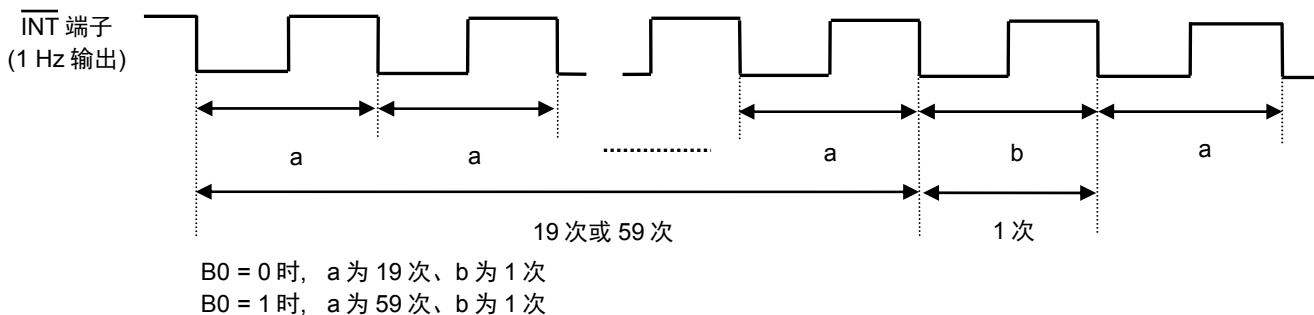 INT 端子
(1 Hz 输出)
a
a
a
b
a
19 次或 59 次
1 次
B0 = 0 时, a 为 19 次、b 为 1 次
B0 = 1 时, a 为 59 次、b 为 1 次